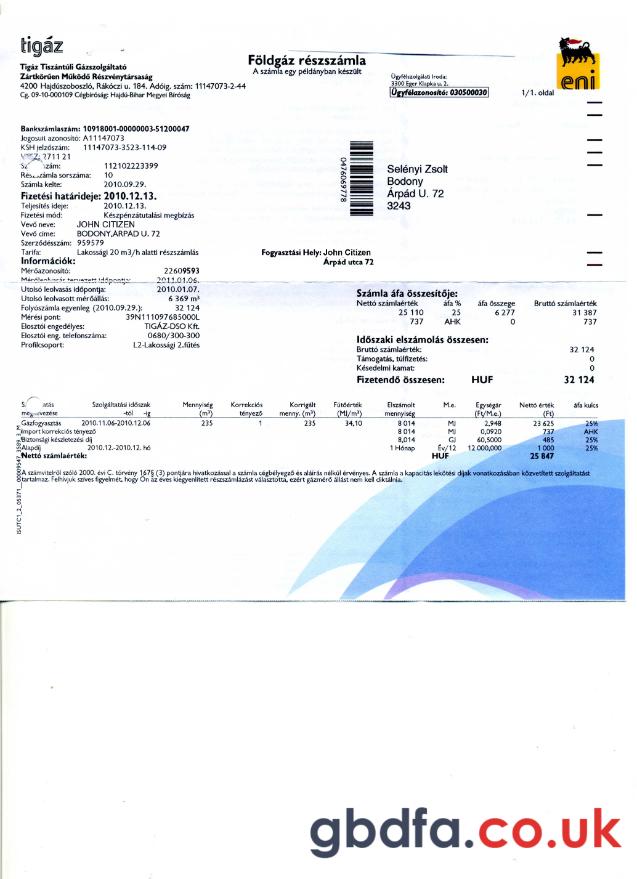 tigáz
Tigáz Tiszántúli Gázszolgáltató
Zártkörűen Működő Részvénytársaság
4200 Hajdúszoboszló, Rákóczi u. 184. Adóig. szám: 11147073-2-44
Cg. 09-10-000109 Cégbíróság: Hajdú-Bihar Megyei Bíróság
Földgáz részszámla
A számla egy példányban készült
Ügyfélszolgálati Iroda:
3300 Eger Klapka u. 2.
Ügyfélazonosító: 030500030
eni
1/1. oldal
Bankszámlaszám: 10918001-00000003-51200047
Jogosult azonosító: A11147073
KSH jelzőszám: 11147073-3523-114-09
2711 21
szám: 112102223399
Részszámla sorszáma: 10
Számla kelte: 2010.09.29.
Fizetési határideje: 2010.12.13.
Teljesítés ideje: 2010.12.13.
Fizetési mód: Készpénzátutalási megbízás
Vevő neve: JOHN CITIZEN
Vevő címe: BODONY,ÁRPÁD U. 72
Szerződésszám: 959579
Tarifa: Lakossági 20 m3/h alatti részszámlás
0476069778
Selényi Zsolt
Bodony
Árpád U. 72
3243
Fogyasztási Hely: John Citizen
Árpád utca 72
Információk:
Mérőazonosító: 22609593
Mérőleolvasás tervezett időpontja: 2011.01.06.
Utolsó leolvasás időpontja: 2010.01.07.
Utolsó leolvasott mérőállás: 6 369 m³
Folyószámla egyenleg (2010.09.29.): 32 124
Mérési pont: 39N111097685000L
Elosztói engedélyes: TIGÁZ-DSO Kft.
Elosztói eng. telefonszáma: 0680/300-300
Profilksoport: L2-Lakossági 2.fűtés
Számla áfa összesítője:
Nettó számlaérték áfa % áfa összege Bruttó számlaérték
25 110 25 6 277 31 387
737 AHK 0 737
Időszaki elszámolás összesen:
Bruttó számlaérték: 32 124
Támogatás, túlfizetés: 0
Késedelmi kamat: 0
Fizetendő összesen: HUF 32 124
Szolgáltatási időszak Mennyiség Korrekciós Korrigált Fűtőérték Elszámolt M.e. Egységár Nettó érték áfa kulcs
megnevezése -tól -ig (m³) tényező menny. (m³) (MJ/m³) mennyiség (Ft/M.e.) (Ft)
Gázfogyasztás 2010.11.06-2010.12.06 235 1 235 34,10 8 014 MJ 2,948 23 625 25%
Import korrekciós tényező 8 014 MJ 0,0920 737 AHK
Biztonsági készletezési díj 8,014 GJ 60,5000 485 25%
Alapdíj 2010.12.-2010.12. hó 1 Hónap Év/12 12 000,000 1 000 25%
Nettó számlaérték: HUF 25 847
A számvitelről szóló 2000. évi C. törvény 167§ (3) pontjára hivatkozással a számla cégbélyegző és aláírás nélkül érvényes. A számla a kapacitás lekötési díjak vonatkozásában közvetített szolgáltatást
tartalmaz. Felhívjuk szíves figyelmét, hogy Ön az éves kiegyenlített részszámlázást választotta, ezért gázmérő állást nem kell diktálnia.
gbdfa.co.uk